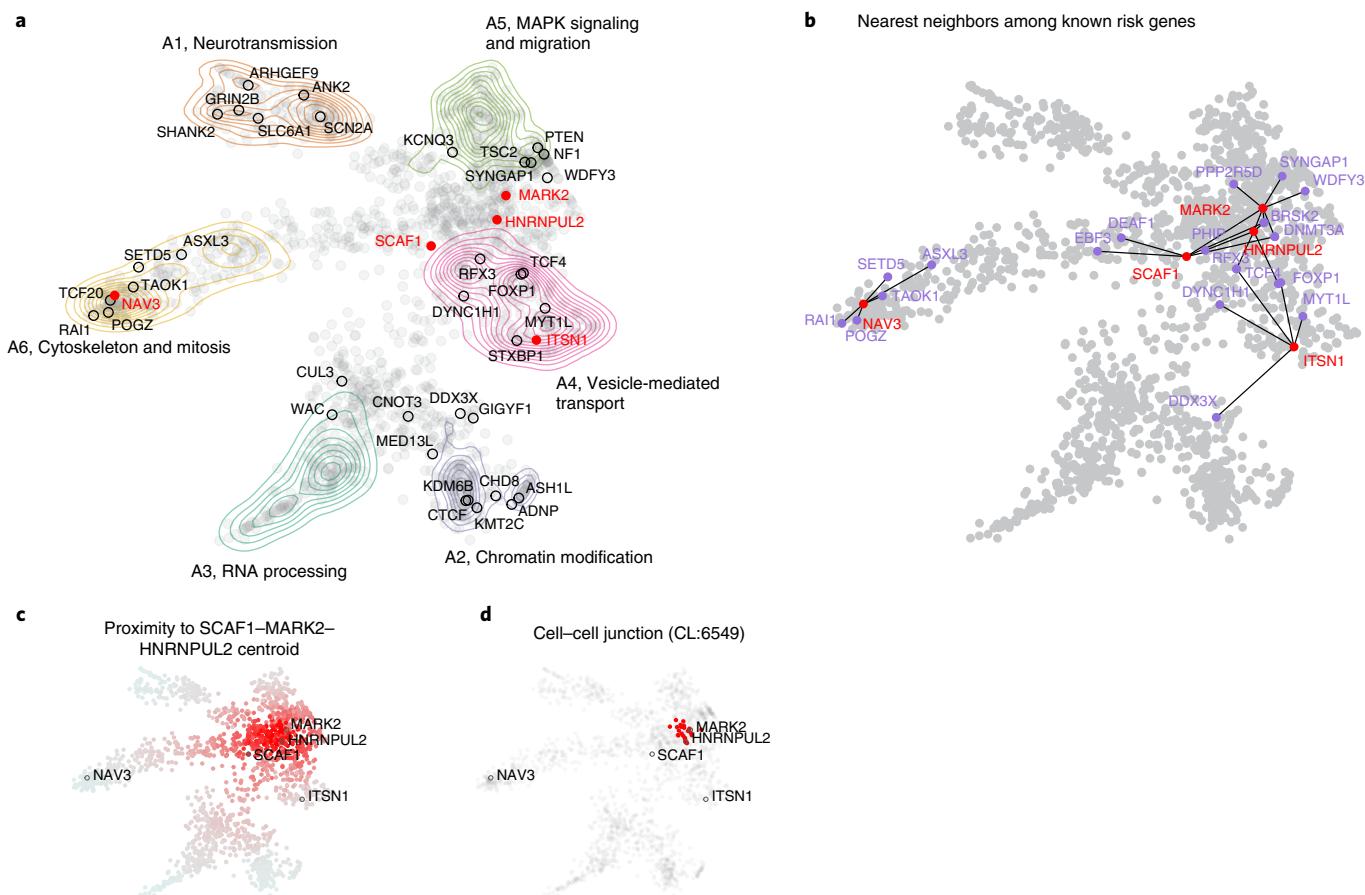 a
A1, Neurotransmission
A5, MAPK signaling
and migration
ARHGEF9
ANK2
GRIN2B
SHANK2
SLC6A1
SCN2A
KCNQ3
PTEN
TSC2
NF1
SYNGAP1
WDFY3
MARK2
HNRNPUL2
SCAF1
ASXL3
SETD5
TAOK1
TCF20
NAV3
RAI1
POGZ
A6, Cytoskeleton and mitosis
RFX3
TCF4
FOXP1
DYNC1H1
MYT1L
ITSN1
STXBP1
A4, Vesicle-mediated
transport
CUL3
WAC
CNOT3
DDX3X
GIGYF1
MED13L
KDM6B
CHD8
ASH1L
CTCF
ADNP
KMT2C
A3, RNA processing
A2, Chromatin modification
b
Nearest neighbors among known risk genes
PPP2R5D
SYNGAP1
WDFY3
MARK2
BRSK2
DEAF1
PHIP
DNMT3A
EBF3
HNRNPUL2
RFX3
SCAF1
TCF4
FOXP1
ASXL3
SETD5
TAOK1
DYNC1H1
MYT1L
RAI1
NAV3
POGZ
ITSN1
DDX3X
c
Proximity to SCAF1–MARK2–
HNRNPUL2 centroid
MARK2
HNRNPUL2
SCAF1
NAV3
ITSN1
d
Cell–cell junction (CL:6549)
MARK2
HNRNPUL2
SCAF1
NAV3
ITSN1